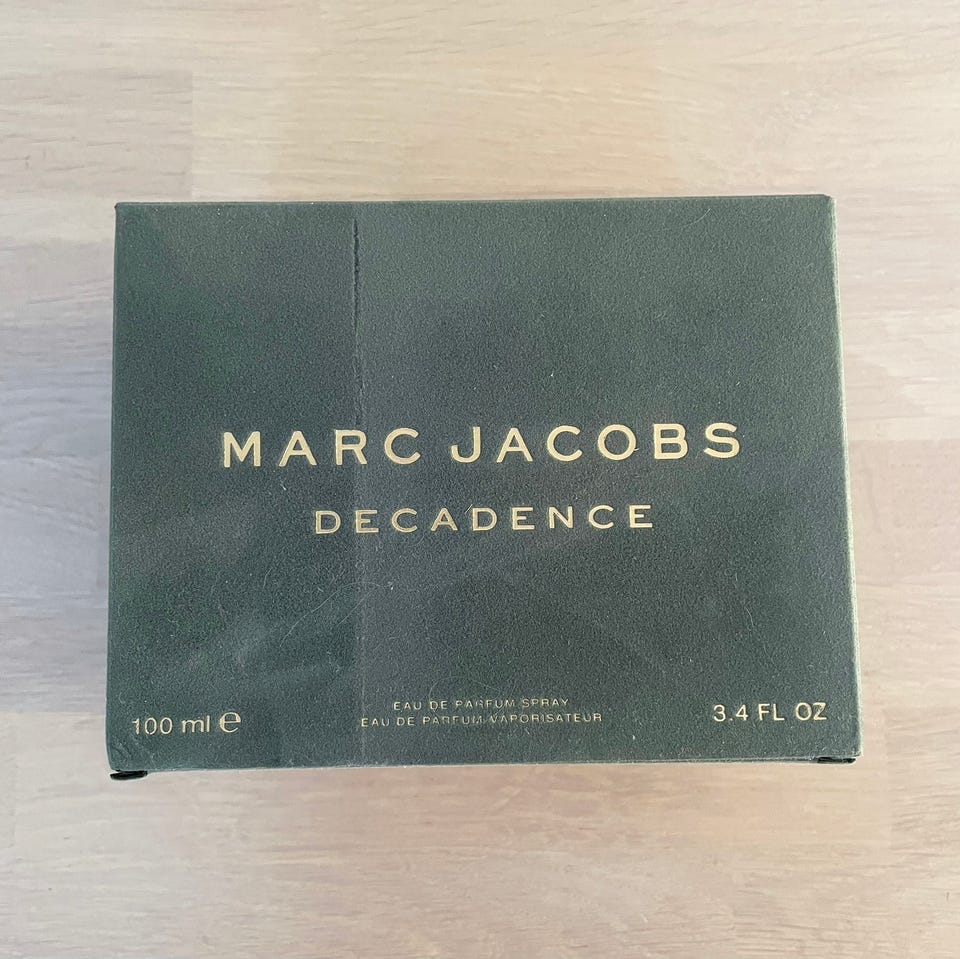 MARC JACOBS
DECADENCE
EAU DE PARFUM SPRAY
EAU DE PARFUM VAPORISATEUR
100 ml ℮
3.4 FL OZ